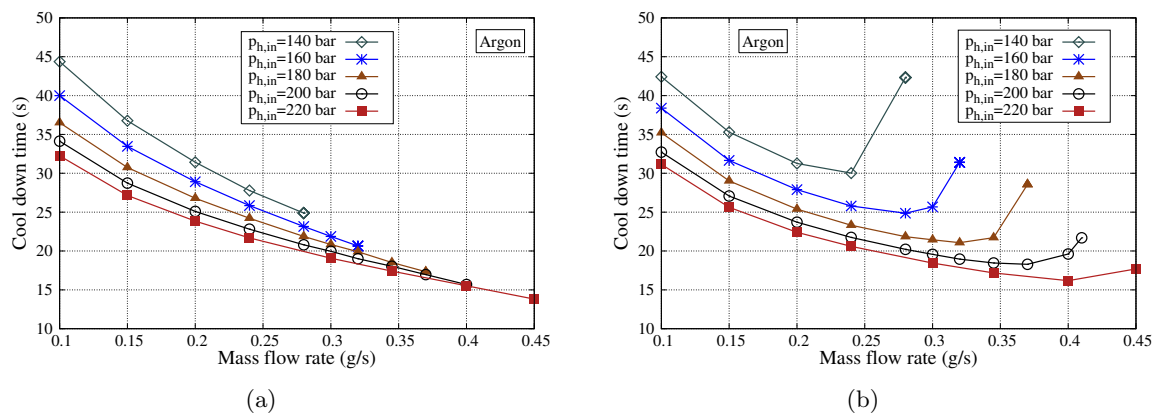 50
45
40
35
30
25
20
15
10
Cool down time (s)
p_h,in=140 bar
p_h,in=160 bar
p_h,in=180 bar
p_h,in=200 bar
p_h,in=220 bar
Argon
0.1 0.15 0.2 0.25 0.3 0.35 0.4 0.45
Mass flow rate (g/s)
(a)
50
45
40
35
30
25
20
15
10
Cool down time (s)
Argon
p_h,in=140 bar
p_h,in=160 bar
p_h,in=180 bar
p_h,in=200 bar
p_h,in=220 bar
0.1 0.15 0.2 0.25 0.3 0.35 0.4 0.45
Mass flow rate (g/s)
(b)